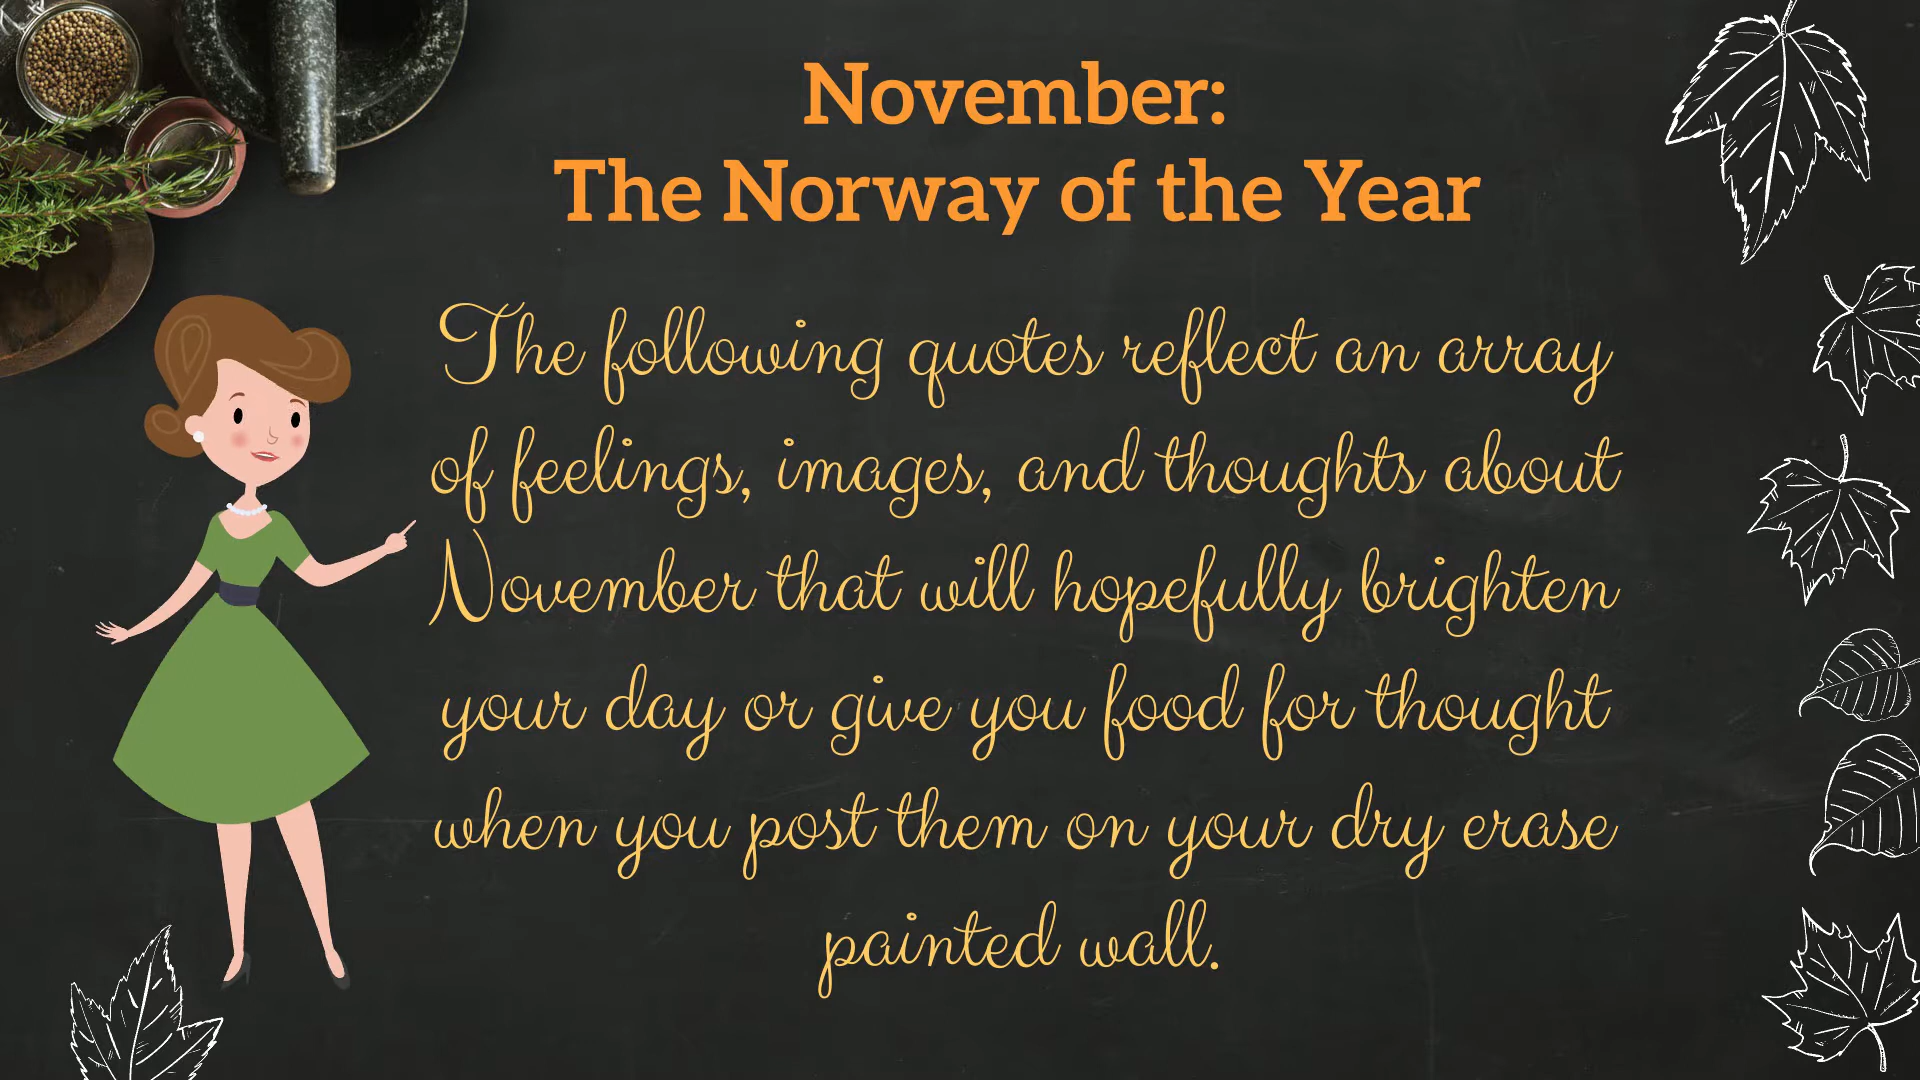 November:
The Norway of the Year
The following quotes reflect an array
of feelings, images, and thoughts about
November that will hopefully brighten
your day or give you food for thought
when you post them on your dry erase
painted wall.